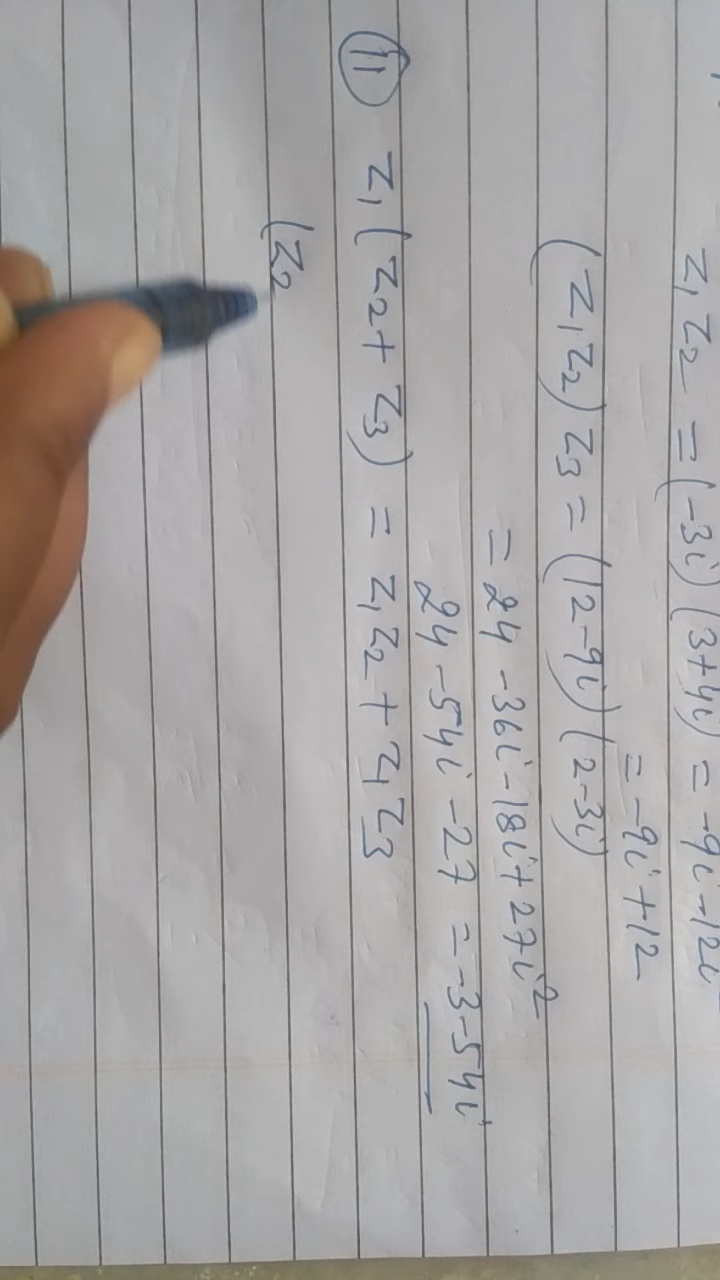 z₁z₂ = (-3i)(3+4i) = -9i-12i
= -9i+12
(z₁z₂)z₃ = (12-9i)(2-3i)
= 24 -36i-18i+27i²
24-54i-27 = -3-54i
(ii) z₁(z₂+z₃) = z₁z₂+z₁z₃
(z₂